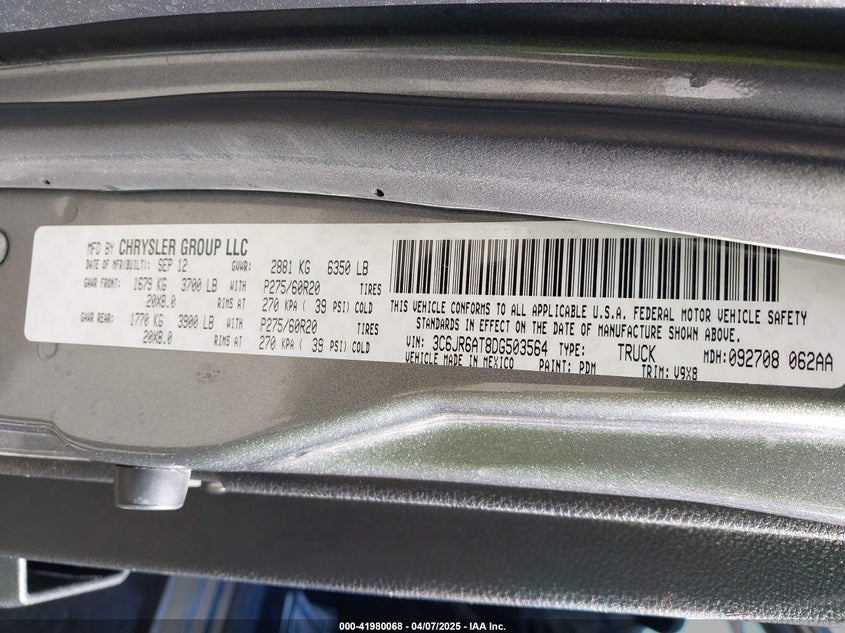 MFD BY CHRYSLER GROUP LLC
DATE OF MFR(BUILT): SEP 12 GVWR: 2881 KG 6350 LB
GAWR FRONT: 1679 KG 3700 LB WITH P275/60R20 TIRES
20X8.0 RIMS AT 270 KPA ( 39 PSI) COLD
GAWR REAR: 1770 KG 3900 LB WITH P275/60R20 TIRES
20X8.0 RIMS AT 270 KPA ( 39 PSI) COLD
THIS VEHICLE CONFORMS TO ALL APPLICABLE U.S.A. FEDERAL MOTOR VEHICLE SAFETY
STANDARDS IN EFFECT ON THE DATE OF MANUFACTURE SHOWN ABOVE.
VIN: 3C6JR6AT8DG503564 TYPE: TRUCK MDH:092708 062AA
VEHICLE MADE IN MEXICO PAINT: PDM TRIM: V9X8
000-41980068 - 04/07/2025 - IAA Inc.